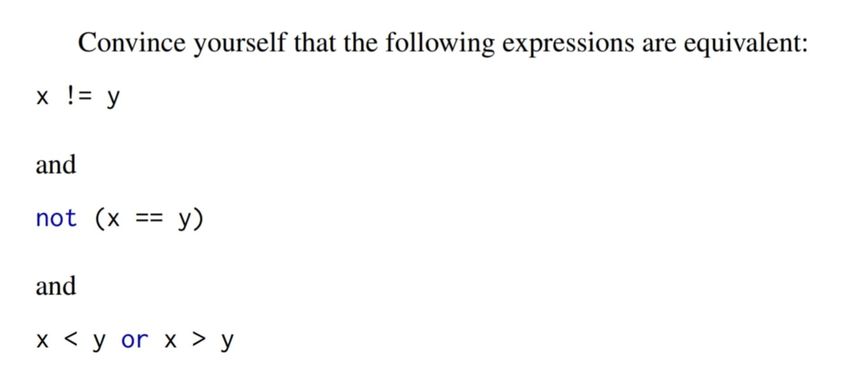 Convince yourself that the following expressions are equivalent:
x != y
and
not (x == y)
and
x < y or x > y